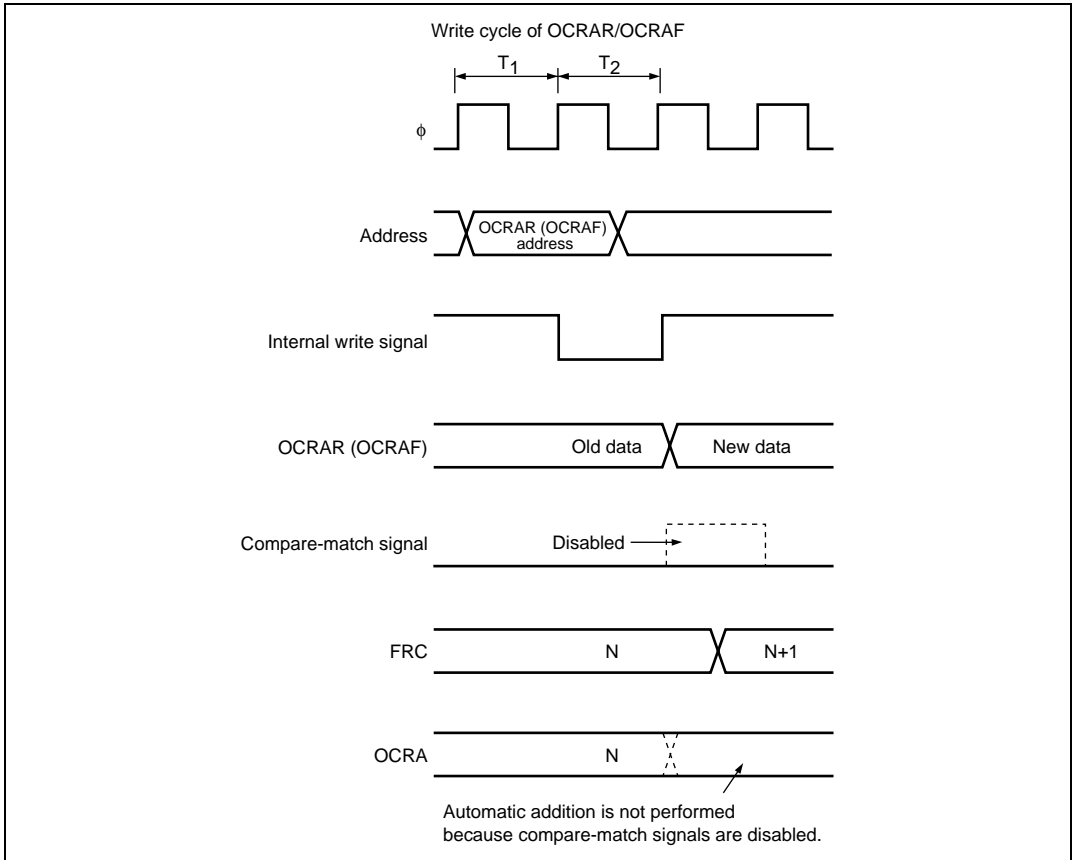 Write cycle of OCRAR/OCRAF
T1 T2
ϕ
Address
OCRAR (OCRAF)
address
Internal write signal
OCRAR (OCRAF) Old data New data
Compare-match signal Disabled
FRC N N+1
OCRA N
Automatic addition is not performed
because compare-match signals are disabled.